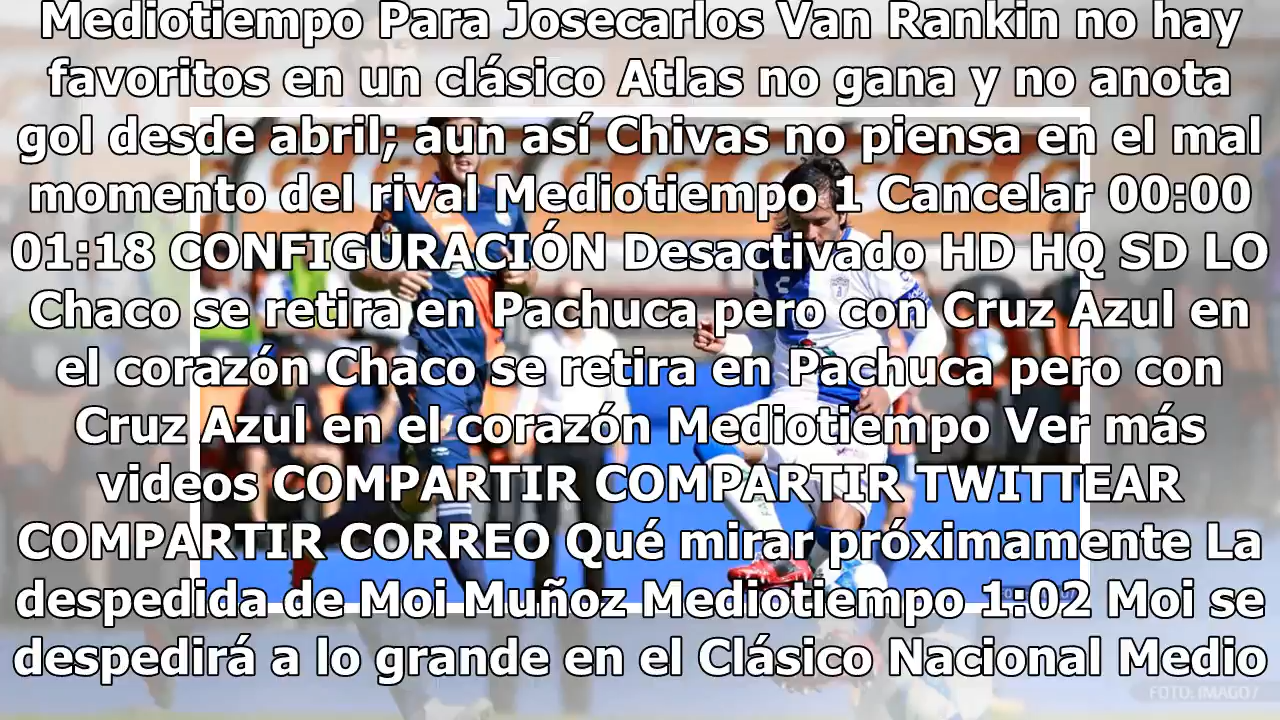 Mediotiempo Para Josecarlos Van Rankin no hay
favoritos en un clásico Atlas no gana y no anota
gol desde abril; aun así Chivas no piensa en el mal
momento del rival Mediotiempo 1 Cancelar 00:00
01:18 CONFIGURACIÓN Desactivado HD HQ SD LO
Chaco se retira en Pachuca pero con Cruz Azul en
el corazón Chaco se retira en Pachuca pero con
Cruz Azul en el corazón Mediotiempo Ver más
videos COMPARTIR COMPARTIR TWITTEAR
COMPARTIR CORREO Qué mirar próximamente La
despedida de Moi Muñoz Mediotiempo 1:02 Moi se
despedirá a lo grande en el Clásico Nacional Medio
FOTO: IMAGO7